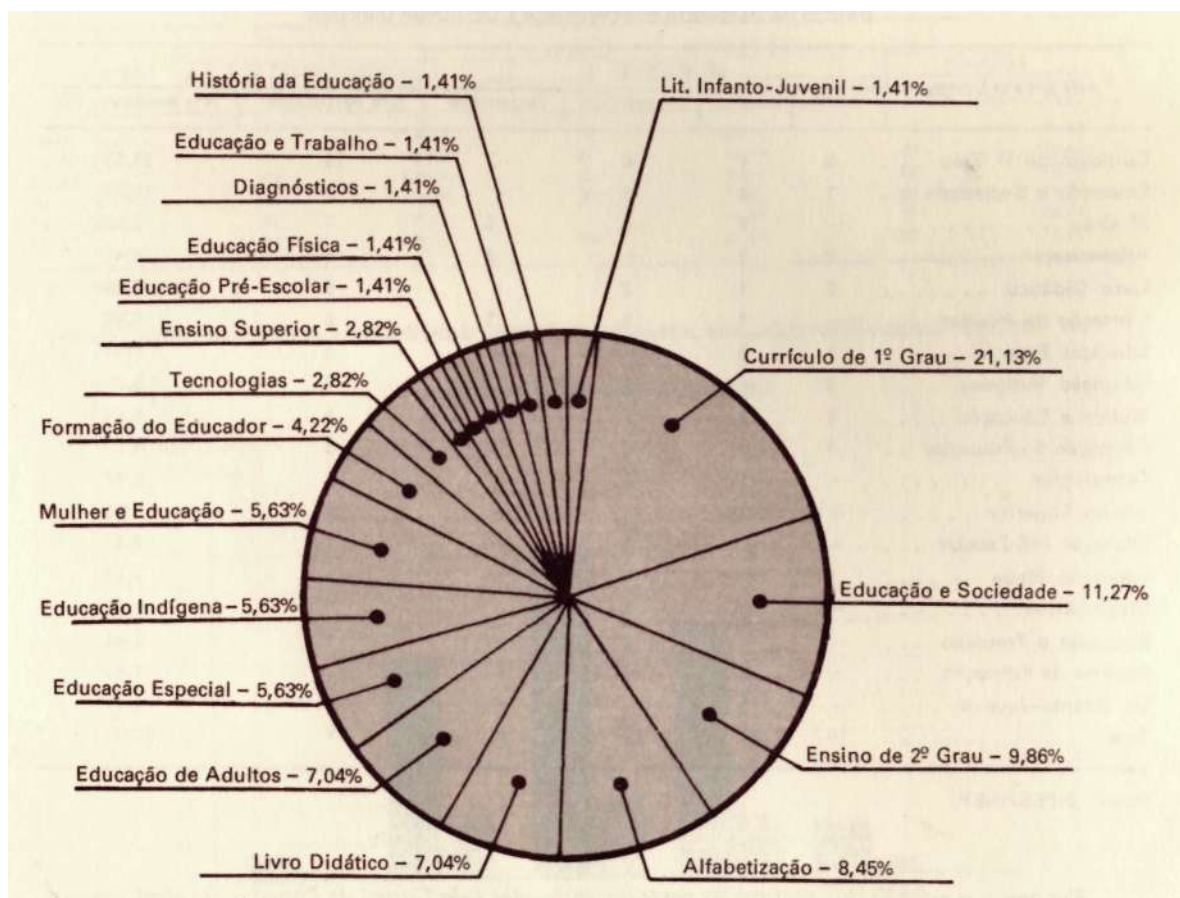 História da Educação – 1,41%
Lit. Infanto-Juvenil – 1,41%
Educação e Trabalho – 1,41%
Diagnósticos – 1,41%
Educação Física – 1,41%
Educação Pré-Escolar – 1,41%
Ensino Superior – 2,82%
Currículo de 1º Grau – 21,13%
Tecnologias – 2,82%
Formação do Educador – 4,22%
Mulher e Educação – 5,63%
Educação e Sociedade – 11,27%
Educação Indígena – 5,63%
Educação Especial – 5,63%
Ensino de 2º Grau – 9,86%
Educação de Adultos – 7,04%
Livro Didático – 7,04%
Alfabetização – 8,45%